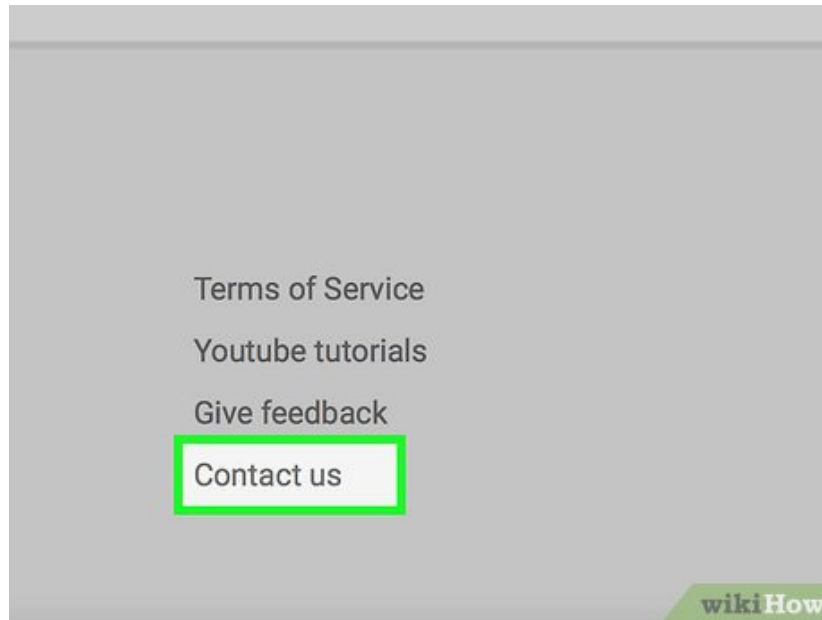 Terms of Service
Youtube tutorials
Give feedback
Contact us
wikiHow